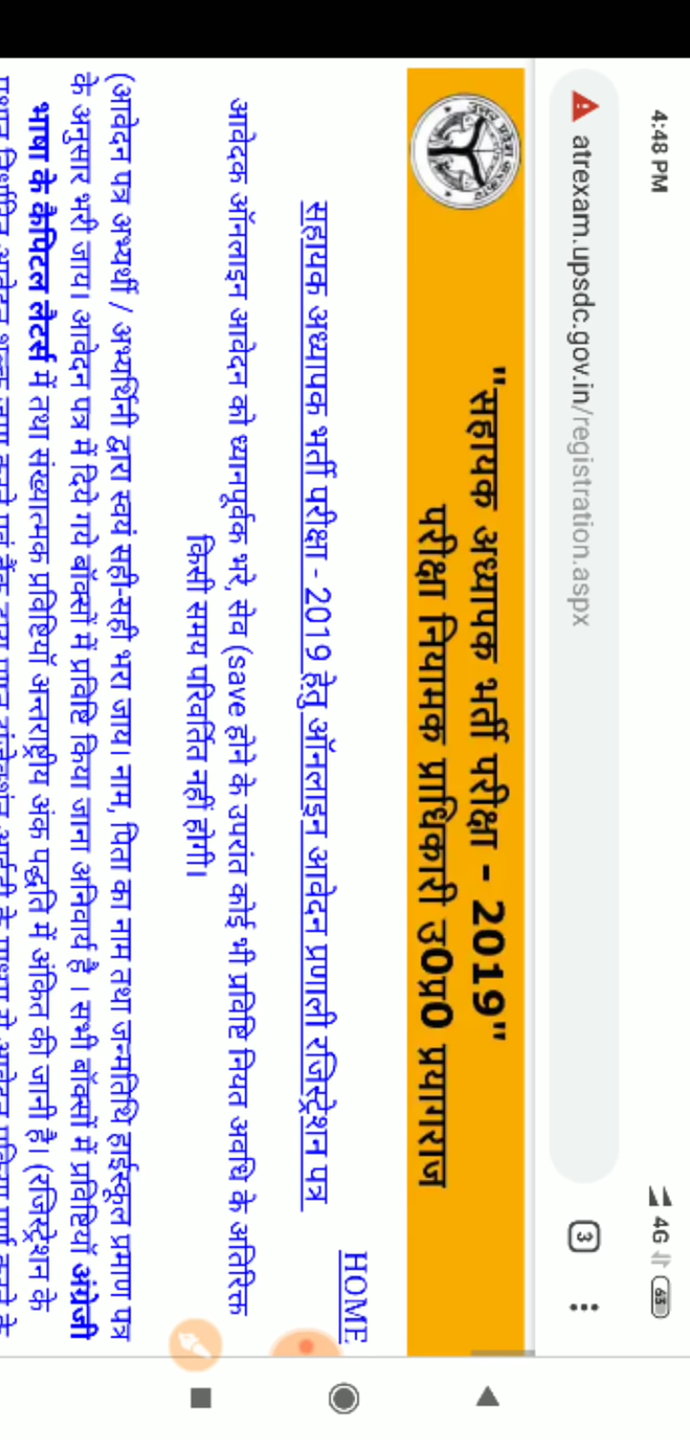 4:48 PM
4G
63
atrexam.upsdc.gov.in/registration.aspx
3
"सहायक अध्यापक भर्ती परीक्षा - 2019"
परीक्षा नियामक प्राधिकारी उ0प्र0 प्रयागराज
HOME
सहायक अध्यापक भर्ती परीक्षा - 2019 हेतु ऑनलाइन आवेदन प्रणाली रजिस्ट्रेशन पत्र
आवेदक ऑनलाइन आवेदन को ध्यानपूर्वक भरे, सेव (save होने के उपरांत कोई भी प्रविष्टि नियत अवधि के अतिरिक्त
किसी समय परिवर्तित नहीं होगी।
(आवेदन पत्र अभ्यर्थी / अभ्यर्थिनी द्वारा स्वयं सही-सही भरा जाय। नाम, पिता का नाम तथा जन्मतिथि हाईस्कूल प्रमाण पत्र
के अनुसार भरी जाय। आवेदन पत्र में दिये गये बॉक्सों में प्रविष्टि किया जाना अनिवार्य है । सभी बॉक्सों में प्रविष्टियाँ अंग्रेजी
भाषा के कैपिटल लेटर्स में तथा संख्यात्मक प्रविष्टियाँ अन्तराष्ट्रीय अंक पद्धति में अंकित की जानी है। (रजिस्ट्रेशन के